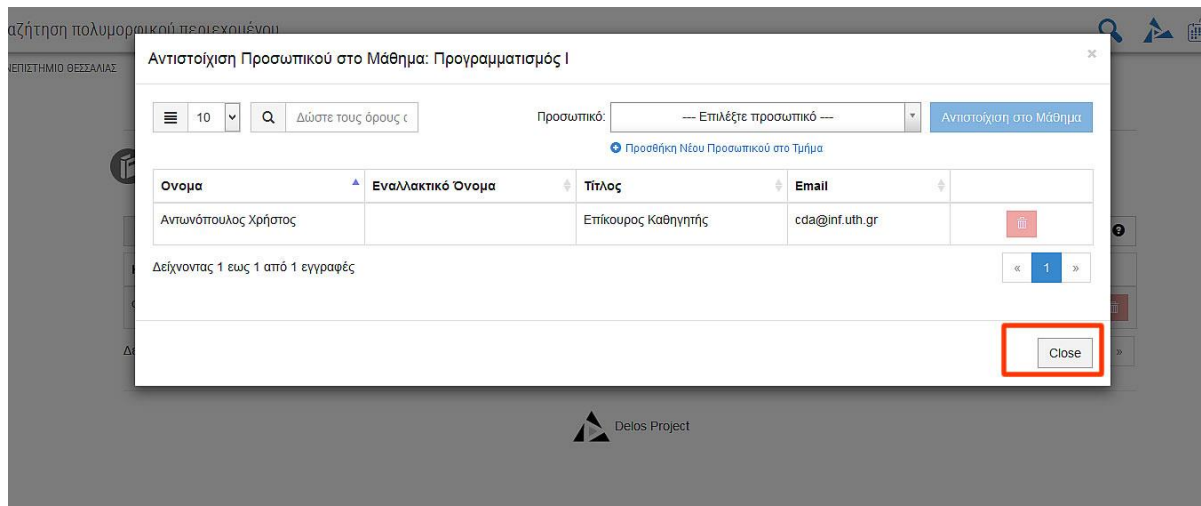 αζήτηση πολυμορφικού περιεχομένου
ΝΕΠΙΣΤΗΜΙΟ ΘΕΣΣΑΛΙΑΣ
Αντιστοίχιση Προσωπικού στο Μάθημα: Προγραμματισμός Ι
×
10
Δώστε τους όρους α
Προσωπικό:
--- Επιλέξτε προσωπικό ---
Αντιστοίχιση στο Μάθημα
Προσθήκη Νέου Προσωπικού στο Τμήμα
Ονομα Εναλλακτικό Όνομα Τίτλος Email
Αντωνόπουλος Χρήστος Επίκουρος Καθηγητής cda@inf.uth.gr
Δείχνοντας 1 εως 1 από 1 εγγραφές
« 1 »
Δε
»
Close
Delos Project